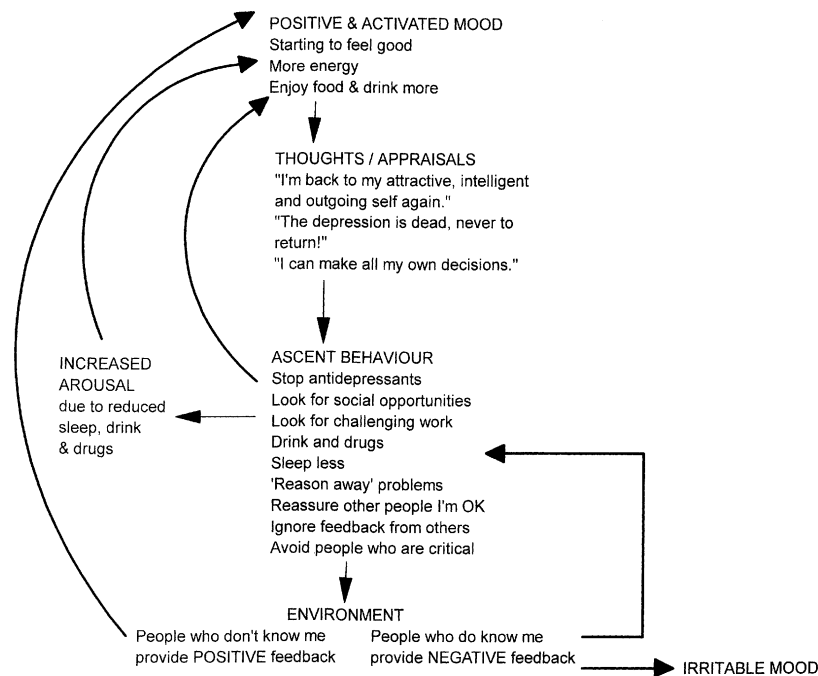 POSITIVE & ACTIVATED MOOD
Starting to feel good
More energy
Enjoy food & drink more
THOUGHTS / APPRAISALS
"I'm back to my attractive, intelligent
and outgoing self again."
"The depression is dead, never to
return!"
"I can make all my own decisions."
INCREASED
AROUSAL
due to reduced
sleep, drink
& drugs
ASCENT BEHAVIOUR
Stop antidepressants
Look for social opportunities
Look for challenging work
Drink and drugs
Sleep less
'Reason away' problems
Reassure other people I'm OK
Ignore feedback from others
Avoid people who are critical
ENVIRONMENT
People who don't know me
provide POSITIVE feedback
People who do know me
provide NEGATIVE feedback
IRRITABLE MOOD